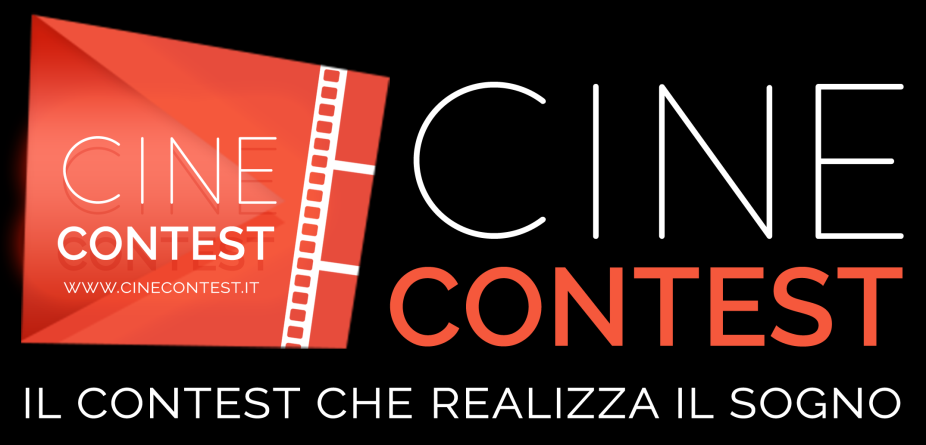 CINE
CONTEST
WWW.CINECONTEST.IT
CINE
CONTEST
IL CONTEST CHE REALIZZA IL SOGNO